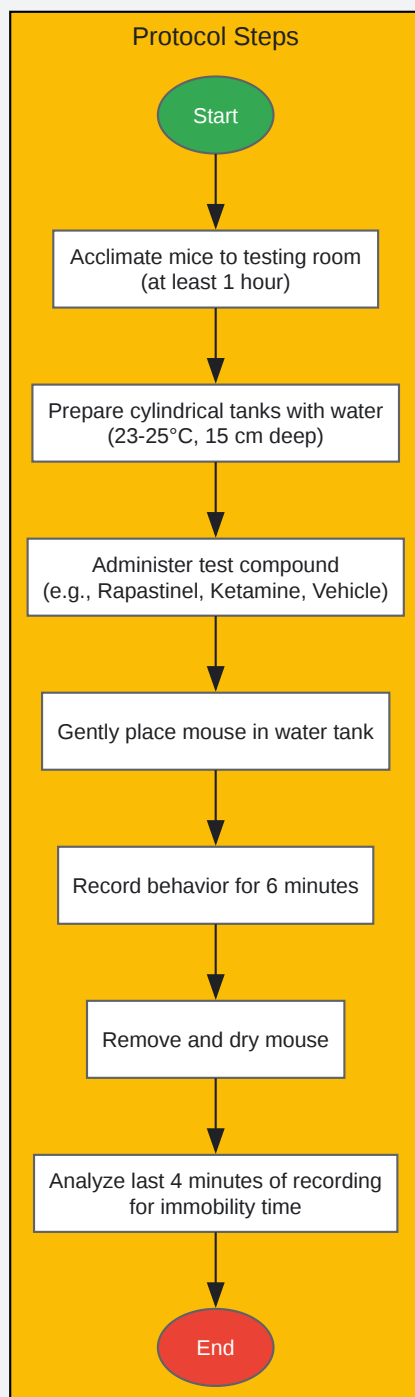 Protocol Steps
Start
Acclimate mice to testing room
(at least 1 hour)
Prepare cylindrical tanks with water
(23-25°C, 15 cm deep)
Administer test compound
(e.g., Rapastinel, Ketamine, Vehicle)
Gently place mouse in water tank
Record behavior for 6 minutes
Remove and dry mouse
Analyze last 4 minutes of recording
for immobility time
End